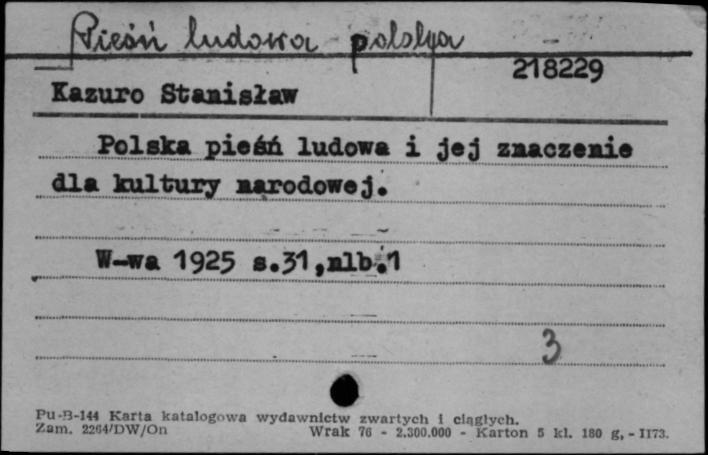 Pieśń ludowa polska
218229
Kazuro Stanisław
Polska pieśń ludowa i jej znaczenie
dla kultury narodowej.
W-wa 1925 s.31,nlb.1
3
Pu-B-144 Karta katalogowa wydawnictw zwartych i ciągłych.
Zam. 2264/DW/On Wrak 76 - 2.300.000 - Karton 5 kl. 180 g, - II73.